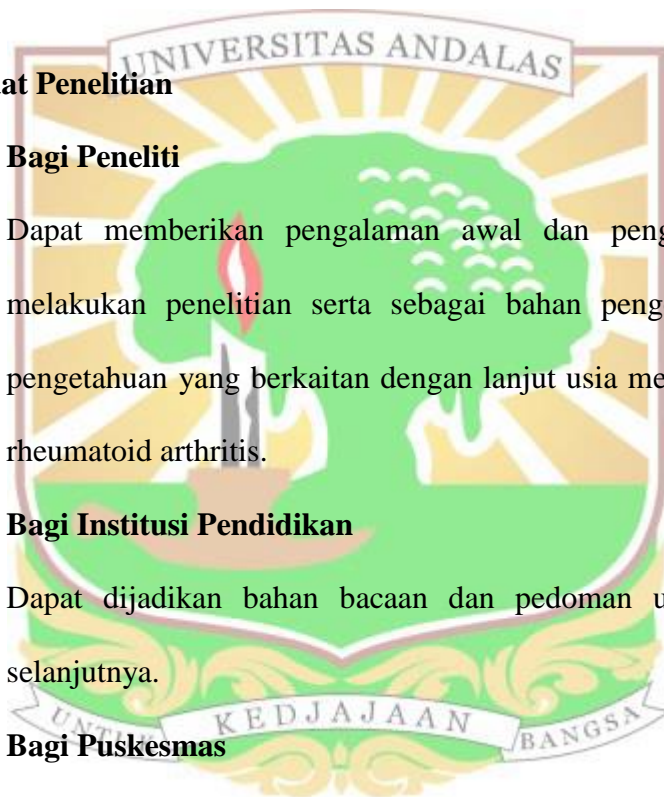 UNIVERSITAS ANDALAS
at Penelitian
Bagi Peneliti
Dapat memberikan pengalaman awal dan peng
melakukan penelitian serta sebagai bahan peng
pengetahuan yang berkaitan dengan lanjut usia me
rheumatoid arthritis.
Bagi Institusi Pendidikan
Dapat dijadikan bahan bacaan dan pedoman u
selanjutnya.
UNTUK KEDJAJAAN BANGSA
Bagi Puskesmas